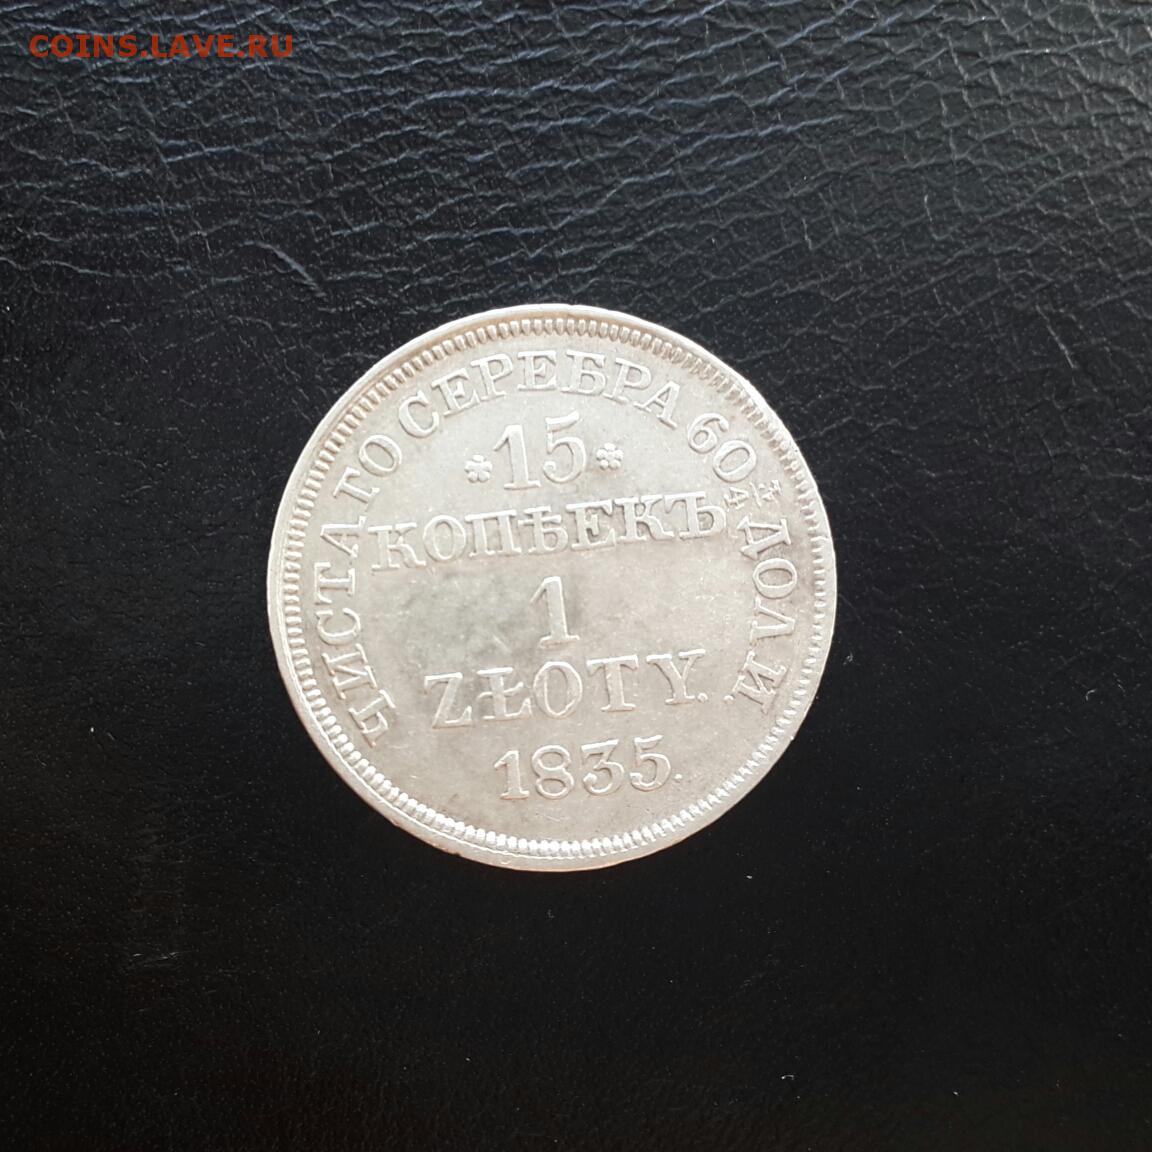 COINS.LAVE.RU
ЧИСТАГО СЕРЕБРА 60 3/4 ДОЛИ
15
КОПѢЕКЪ
1
ZŁOTY.
1835.